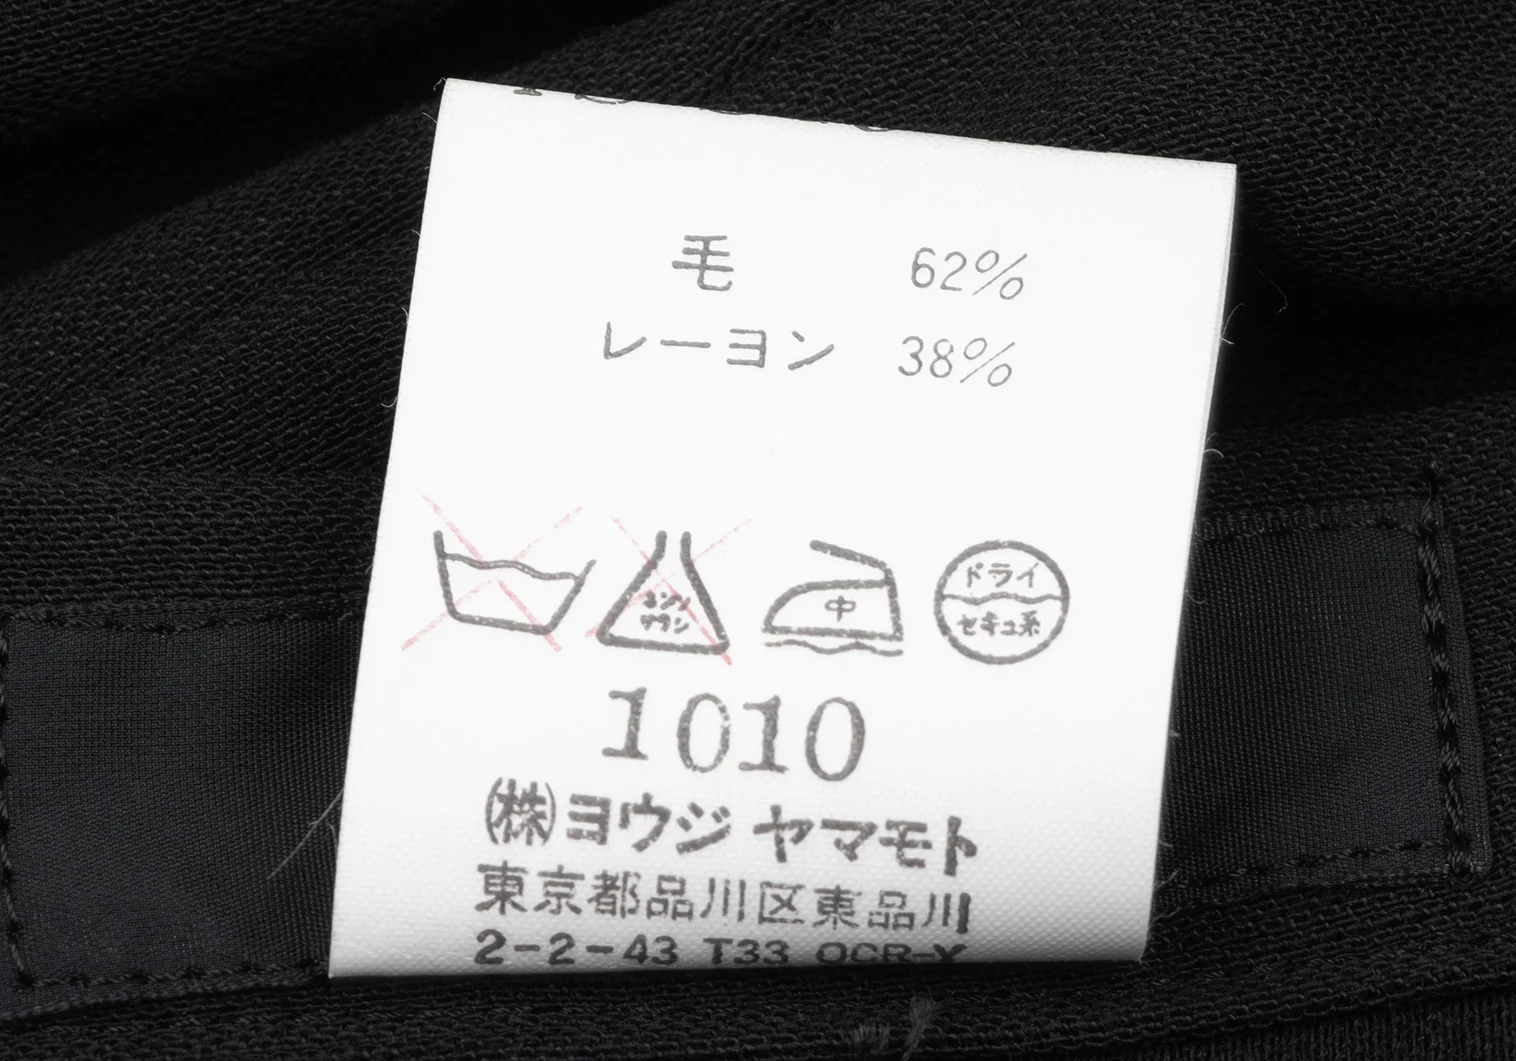 毛 62%
レーヨン 38%
エンソ
サラシ
中
ドライ
セキユ系
1010
㈱ヨウジ ヤマモト
東京都品川区東品川
2-2-43 T33 OCR-Y